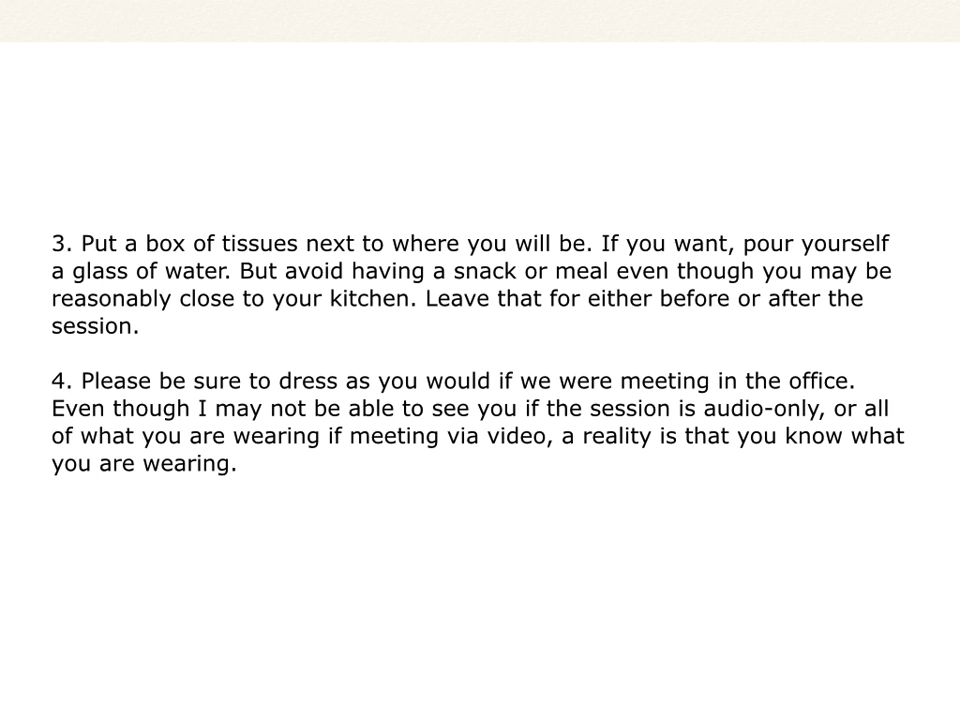 3. Put a box of tissues next to where you will be. If you want, pour yourself
a glass of water. But avoid having a snack or meal even though you may be
reasonably close to your kitchen. Leave that for either before or after the
session.
4. Please be sure to dress as you would if we were meeting in the office.
Even though I may not be able to see you if the session is audio-only, or all
of what you are wearing if meeting via video, a reality is that you know what
you are wearing.